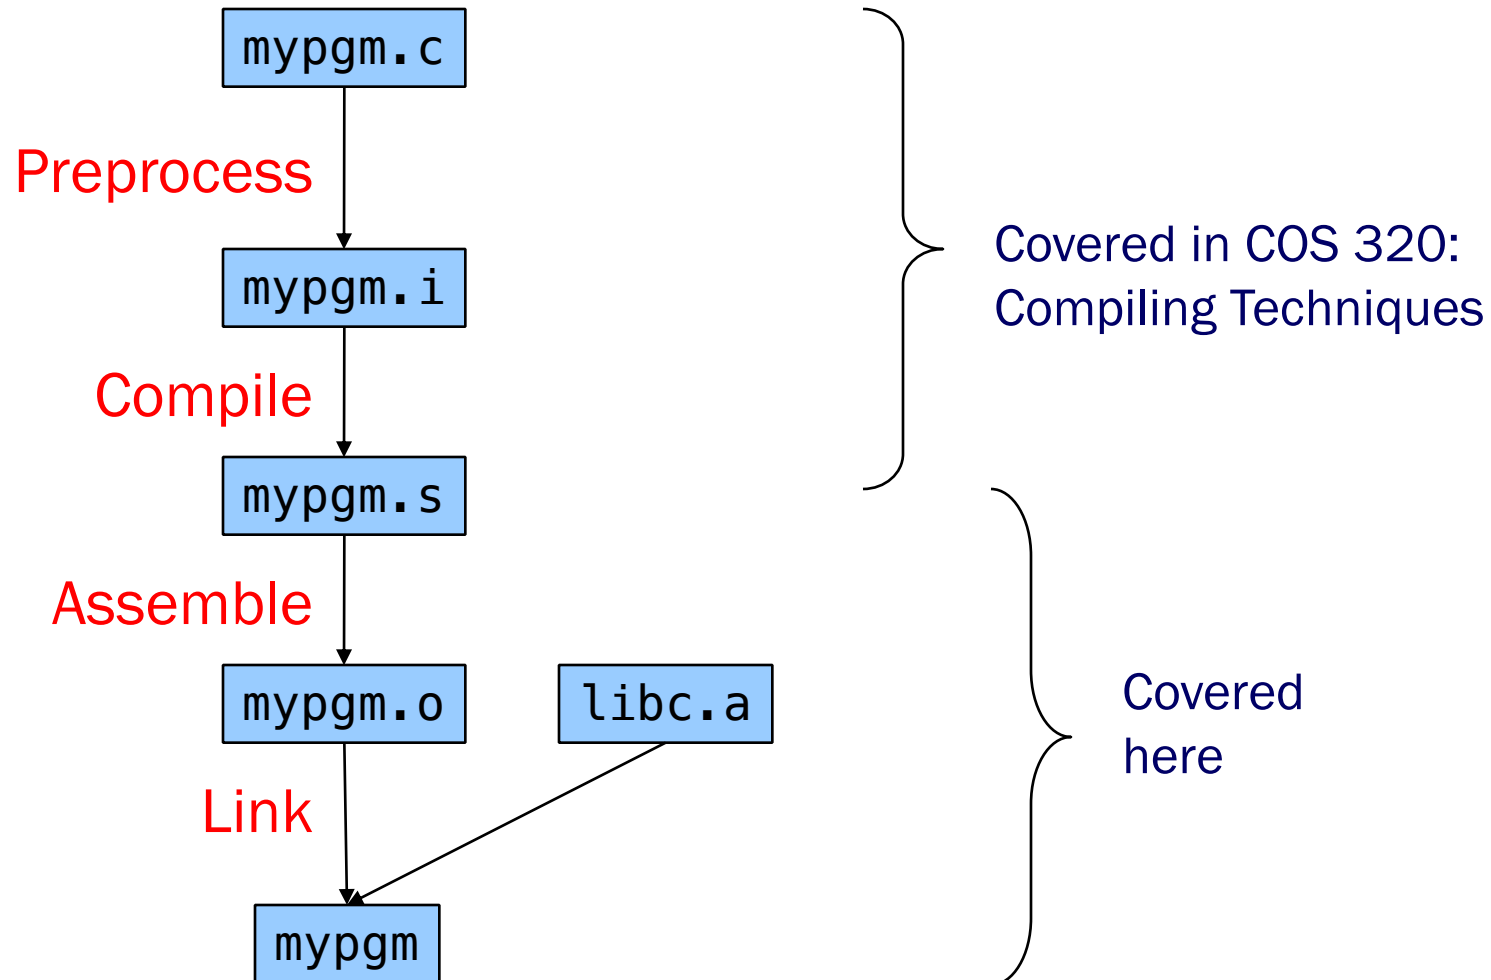 mypgm.c
Preprocess
mypgm.i
Covered in COS 320:
Compiling Techniques
Compile
mypgm.s
Assemble
mypgm.o
libc.a
Covered
here
Link
mypgm